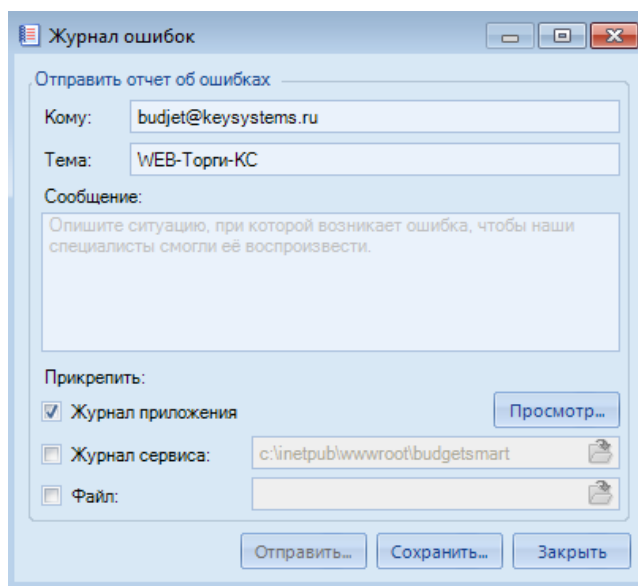 Журнал ошибок
Отправить отчет об ошибках
Кому: budjet@keysystems.ru
Тема: WEB-Торги-КС
Сообщение:
Опишите ситуацию, при которой возникает ошибка, чтобы наши
специалисты смогли её воспроизвести.
Прикрепить:
Журнал приложения Просмотр...
Журнал сервиса: c:\inetpub\wwwroot\budgetsmart
Файл:
Отправить... Сохранить... Закрыть